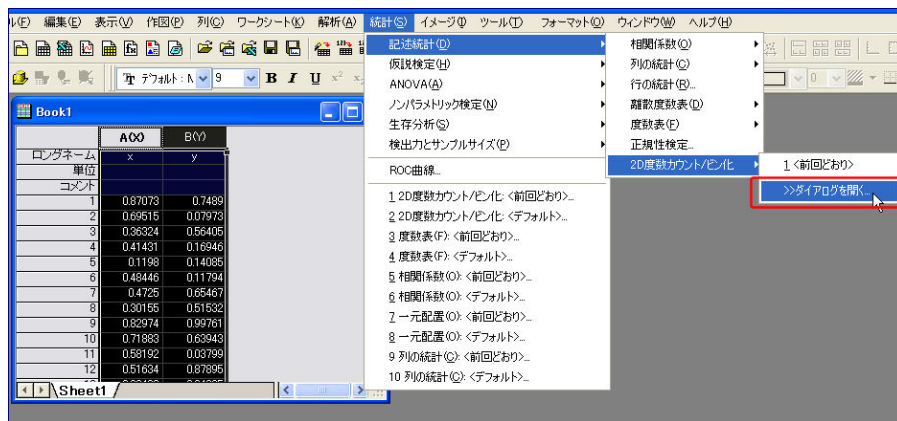 ル(F) 編集(E) 表示(V) 作図(P) 列(C) ワークシート(K) 解析(A) 統計(S) イメージ(I) ツール(T) フォーマット(O) ウィンドウ(W) ヘルプ(H)
デフォルト: 9 B I U x²
0
Book1
A(X) B(Y)
ロングネーム x y
単位
コメント
1 0.87073 0.7489
2 0.69515 0.07973
3 0.36324 0.56405
4 0.41431 0.16946
5 0.1198 0.14085
6 0.48446 0.11794
7 0.4725 0.65467
8 0.30155 0.51532
9 0.82974 0.99761
10 0.71883 0.63943
11 0.58192 0.03799
12 0.51634 0.87895
Sheet1
記述統計(D)
仮説検定(H)
ANOVA(A)
ノンパラメトリック検定(N)
生存分析(S)
検出力とサンプルサイズ(P)
ROC曲線...
1 2D度数カウント/ビン化: <前回どおり>...
2 2D度数カウント/ビン化: <デフォルト>...
3 度数表(F): <前回どおり>...
4 度数表(F): <デフォルト>...
5 相関係数(O): <前回どおり>...
6 相関係数(O): <デフォルト>...
7 一元配置(O): <前回どおり>...
8 一元配置(O): <デフォルト>...
9 列の統計(C): <前回どおり>...
10 列の統計(C): <デフォルト>...
相関係数(O)
列の統計(C)
行の統計(R)...
離散度数表(D)
度数表(F)
正規性検定...
2D度数カウント/ビン化
1 <前回どおり>
>>ダイアログを開く...